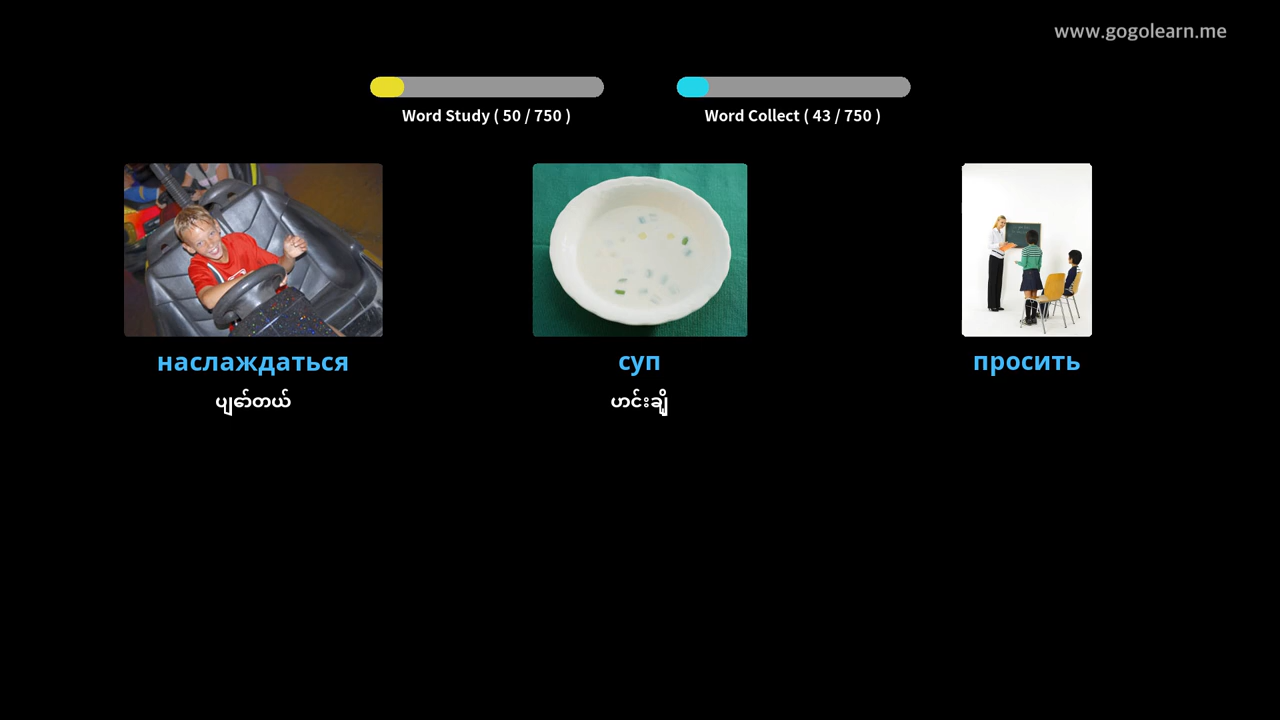 www.gogolearn.me
Word Study ( 50 / 750 )
Word Collect ( 43 / 750 )
наслаждаться
суп
просить
ပျော်တယ်
ဟင်းချို